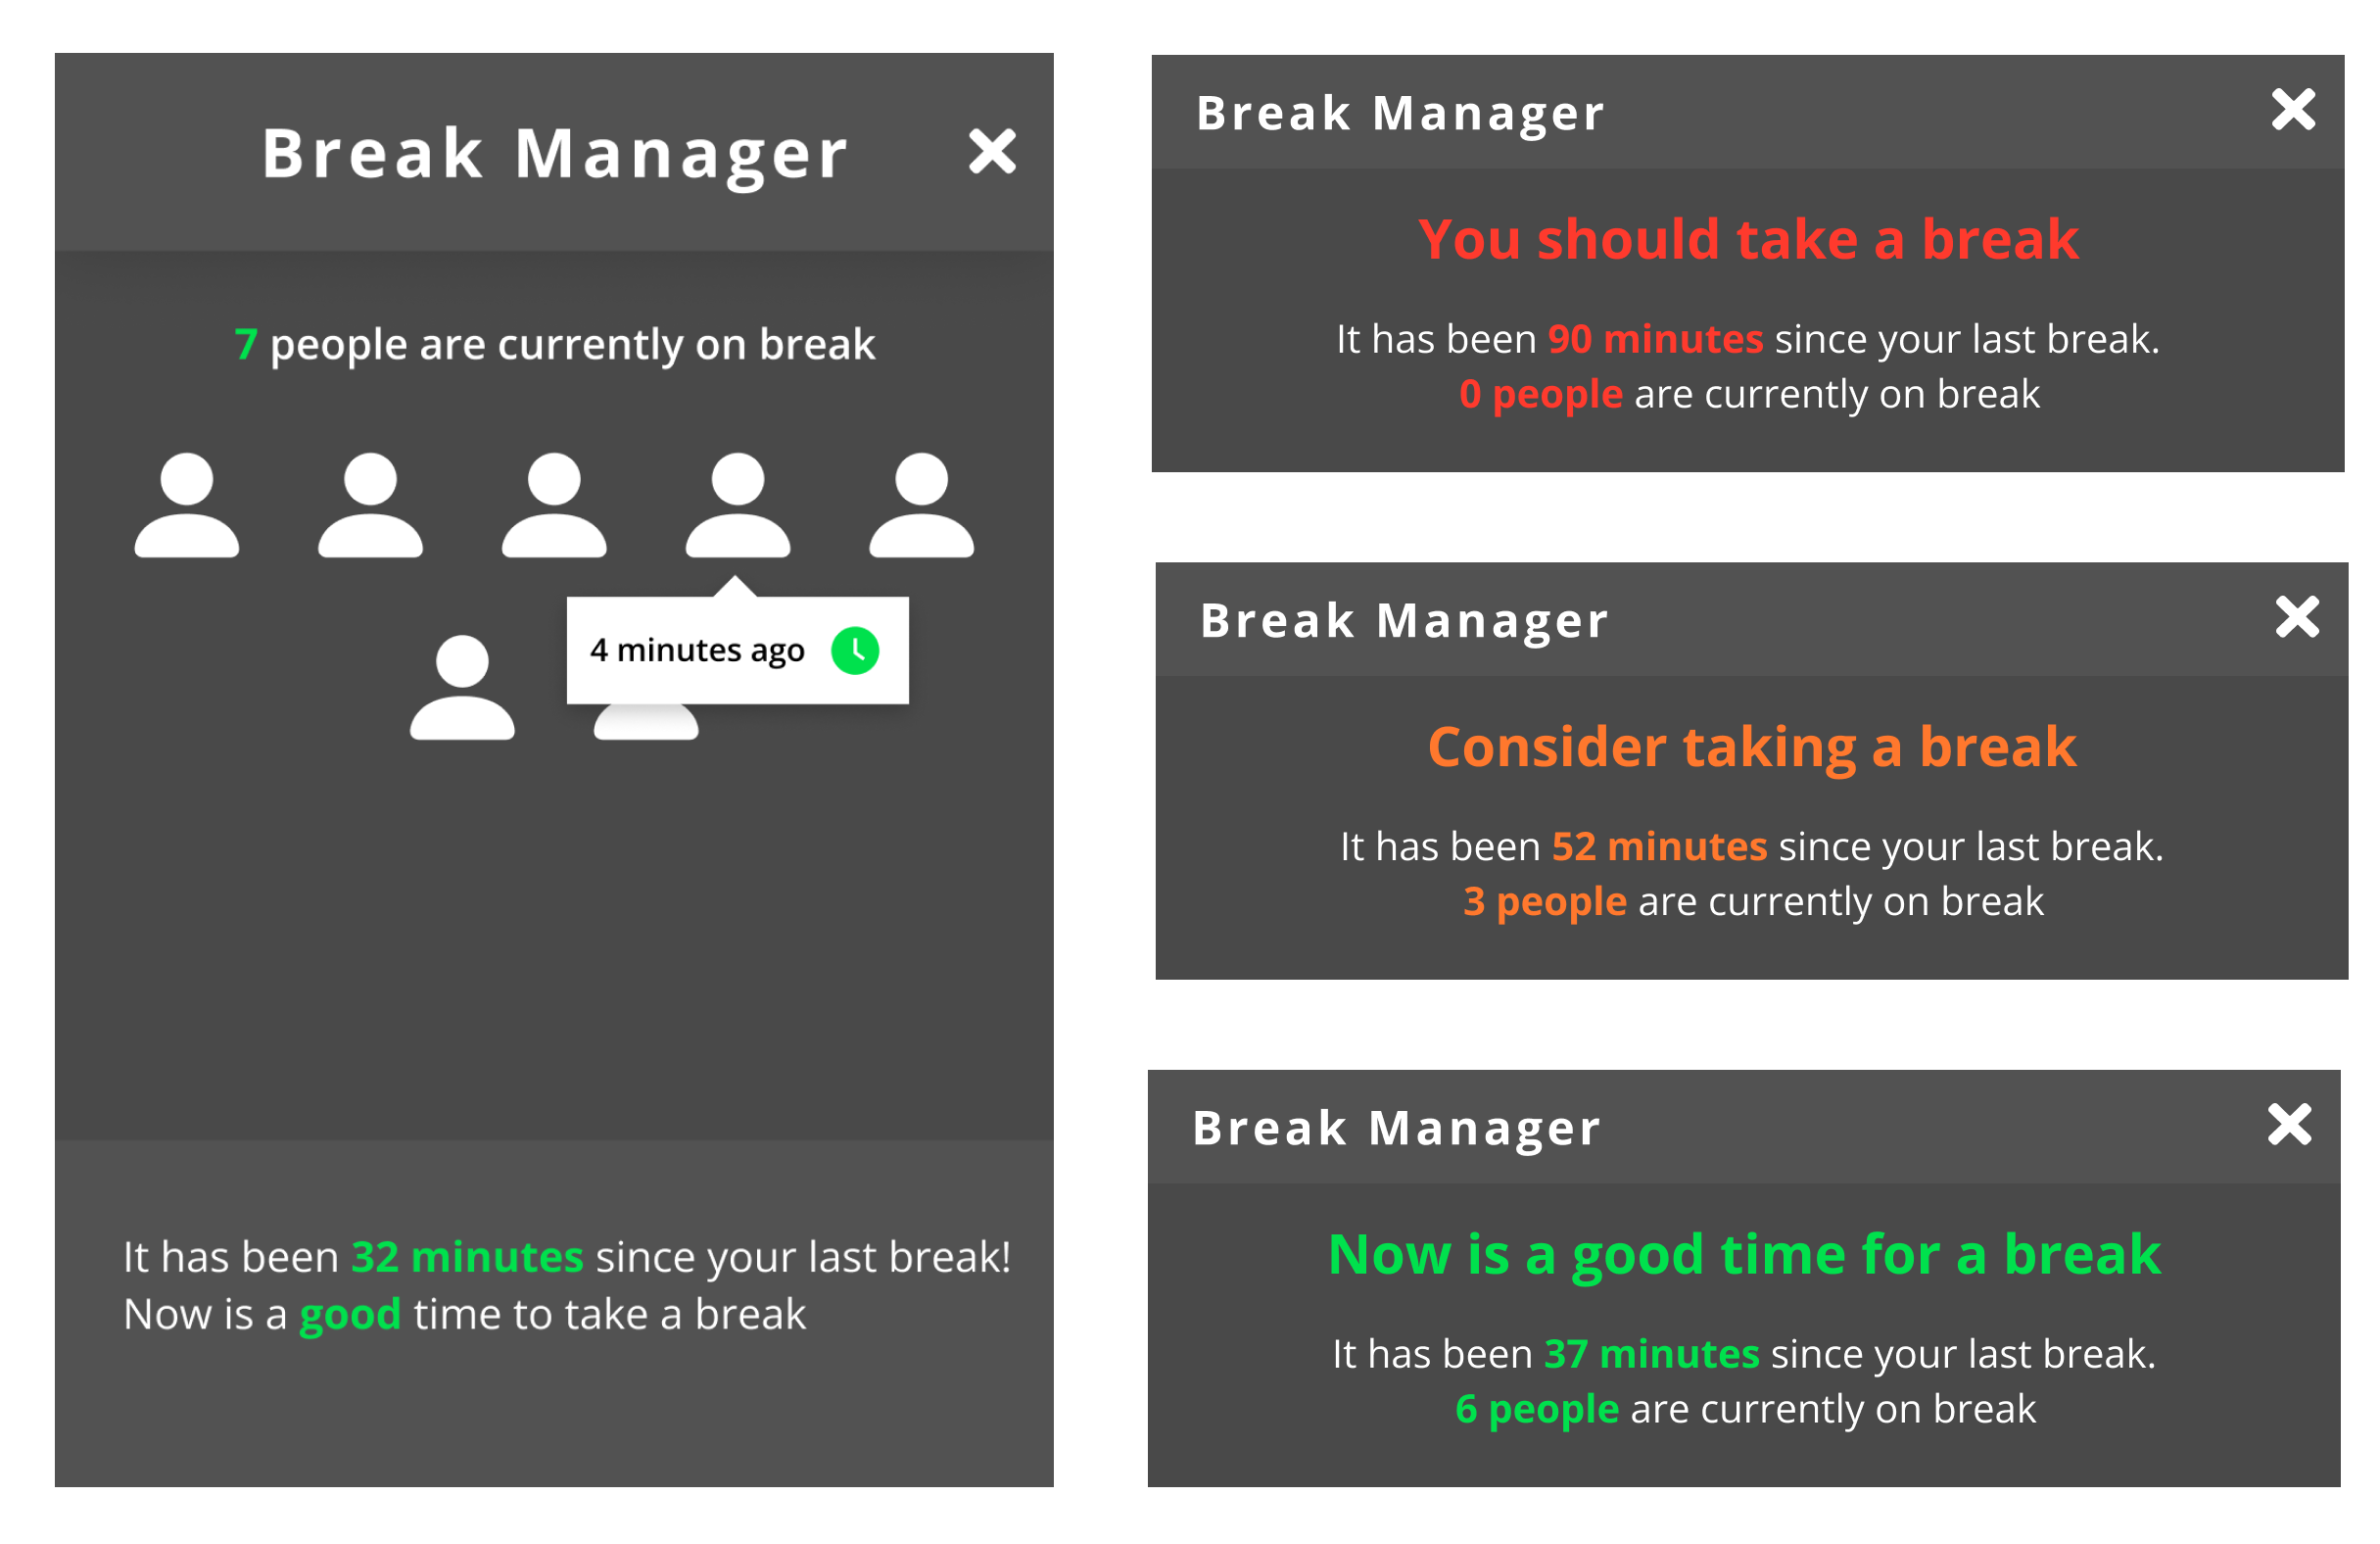 Break Manager
7 people are currently on break
4 minutes ago
It has been 32 minutes since your last break!
Now is a good time to take a break
Break Manager
You should take a break
It has been 90 minutes since your last break.
0 people are currently on break
Break Manager
Consider taking a break
It has been 52 minutes since your last break.
3 people are currently on break
Break Manager
Now is a good time for a break
It has been 37 minutes since your last break.
6 people are currently on break